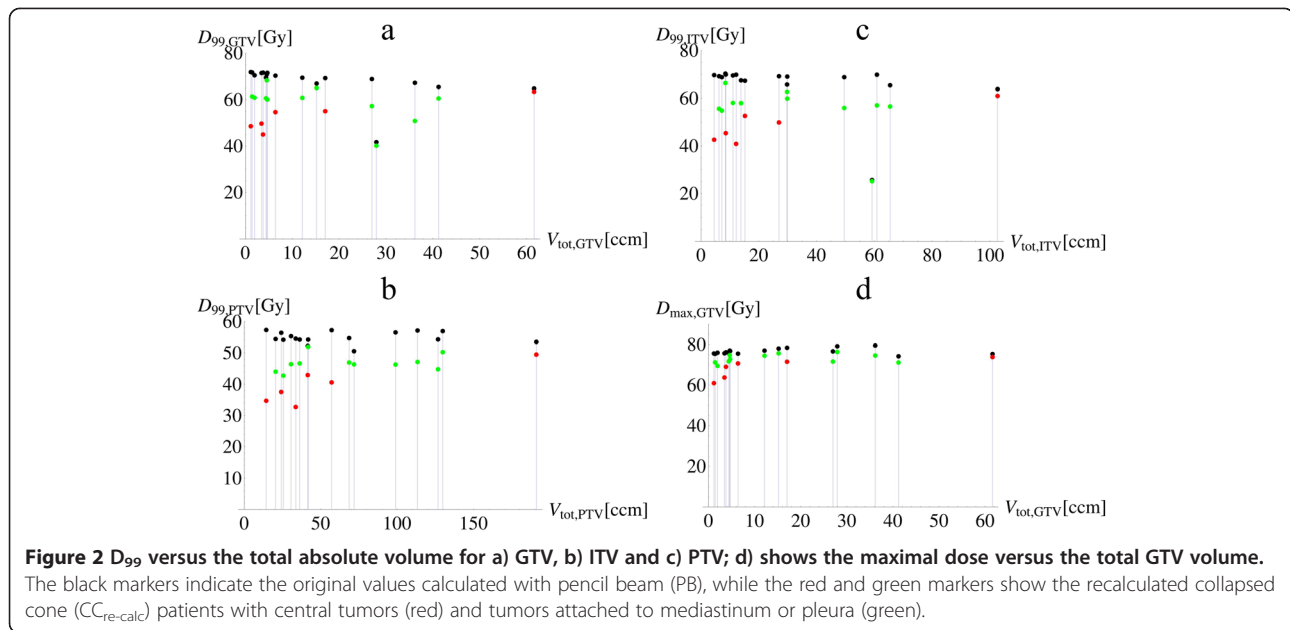 a
D99,GTV[Gy]
80
60
40
20
0 10 20 30 40 50 60
Vtot,GTV[ccm]
c
D99,ITV[Gy]
80
60
40
20
0 20 40 60 80 100
Vtot,ITV[ccm]
b
D99,PTV[Gy]
60
50
40
30
20
10
0 50 100 150
Vtot,PTV[ccm]
d
Dmax,GTV[Gy]
80
60
40
20
0 10 20 30 40 50 60
Vtot,GTV[ccm]
Figure 2 D99 versus the total absolute volume for a) GTV, b) ITV and c) PTV; d) shows the maximal dose versus the total GTV volume.
The black markers indicate the original values calculated with pencil beam (PB), while the red and green markers show the recalculated collapsed
cone (CCre-calc) patients with central tumors (red) and tumors attached to mediastinum or pleura (green).